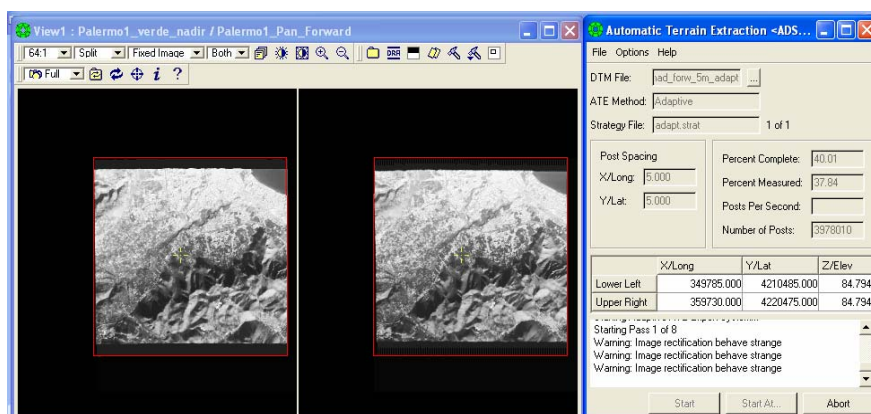 View1 : Palermo1_verde_nadir / Palermo1_Pan_Forward
64:1 Split Fixed Image Both DRA
Full i ?
Automatic Terrain Extraction <ADS...
File Options Help
DTM File: nad_forw_5m_adapt ...
ATE Method: Adaptive
Strategy File: adapt.strat 1 of 1
Post Spacing
X/Long: 5.000
Y/Lat: 5.000
Percent Complete: 40.01
Percent Measured: 37.84
Posts Per Second:
Number of Posts: 3978010
X/Long Y/Lat Z/Elev
Lower Left 349785.000 4210485.000 84.794
Upper Right 359730.000 4220475.000 84.794
Starting Pass 1 of 8
Warning: Image rectification behave strange
Warning: Image rectification behave strange
Warning: Image rectification behave strange
Start Start At... Abort